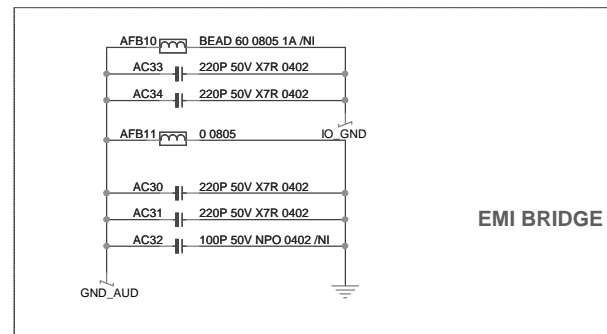 AFB10 BEAD 60 0805 1A /NI
AC33 220P 50V X7R 0402
AC34 220P 50V X7R 0402
AFB11 0 0805 IO_GND
AC30 220P 50V X7R 0402
AC31 220P 50V X7R 0402
EMI BRIDGE
AC32 100P 50V NPO 0402 /NI
GND_AUD